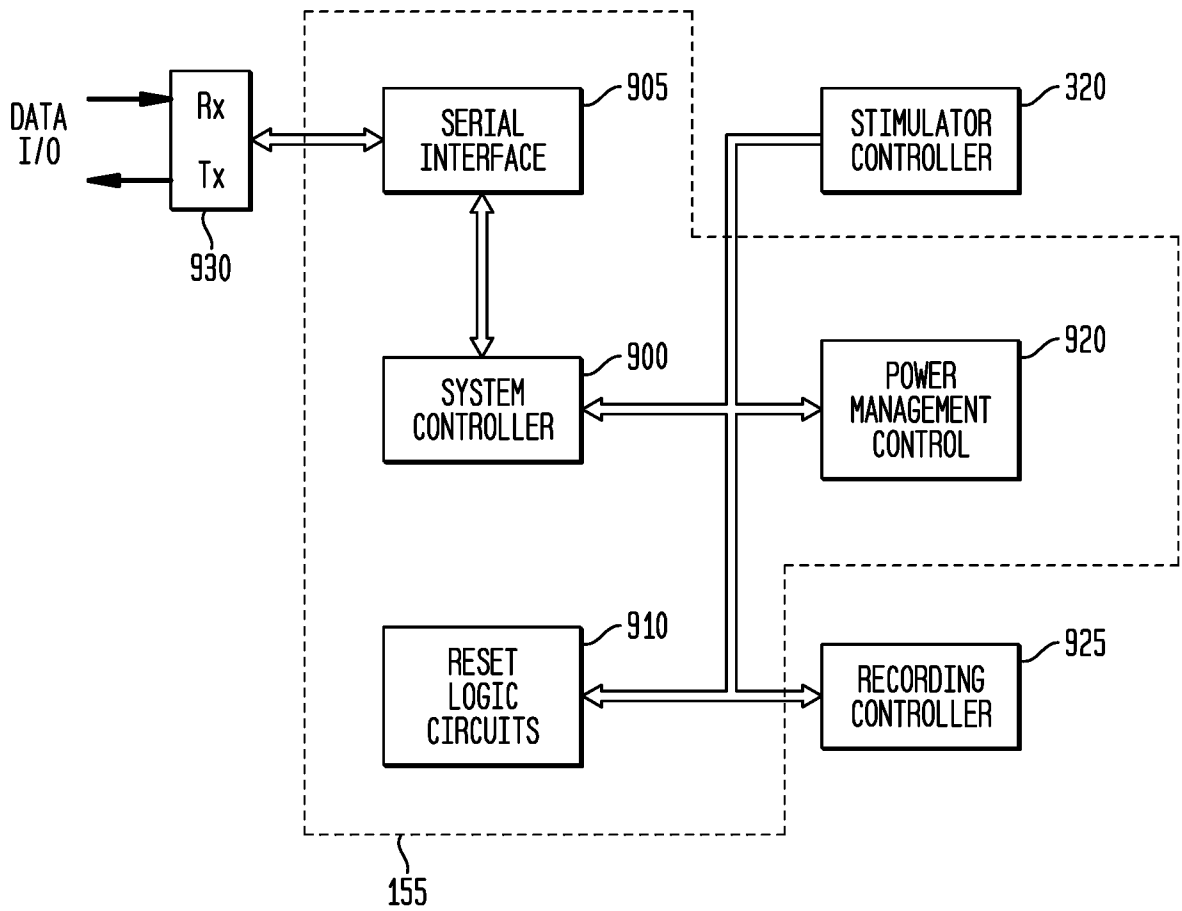 905
320
DATA
I/O
Rx
Tx
SERIAL
INTERFACE
STIMULATOR
CONTROLLER
930
900
920
SYSTEM
CONTROLLER
POWER
MANAGEMENT
CONTROL
910
925
RESET
LOGIC
CIRCUITS
RECORDING
CONTROLLER
155